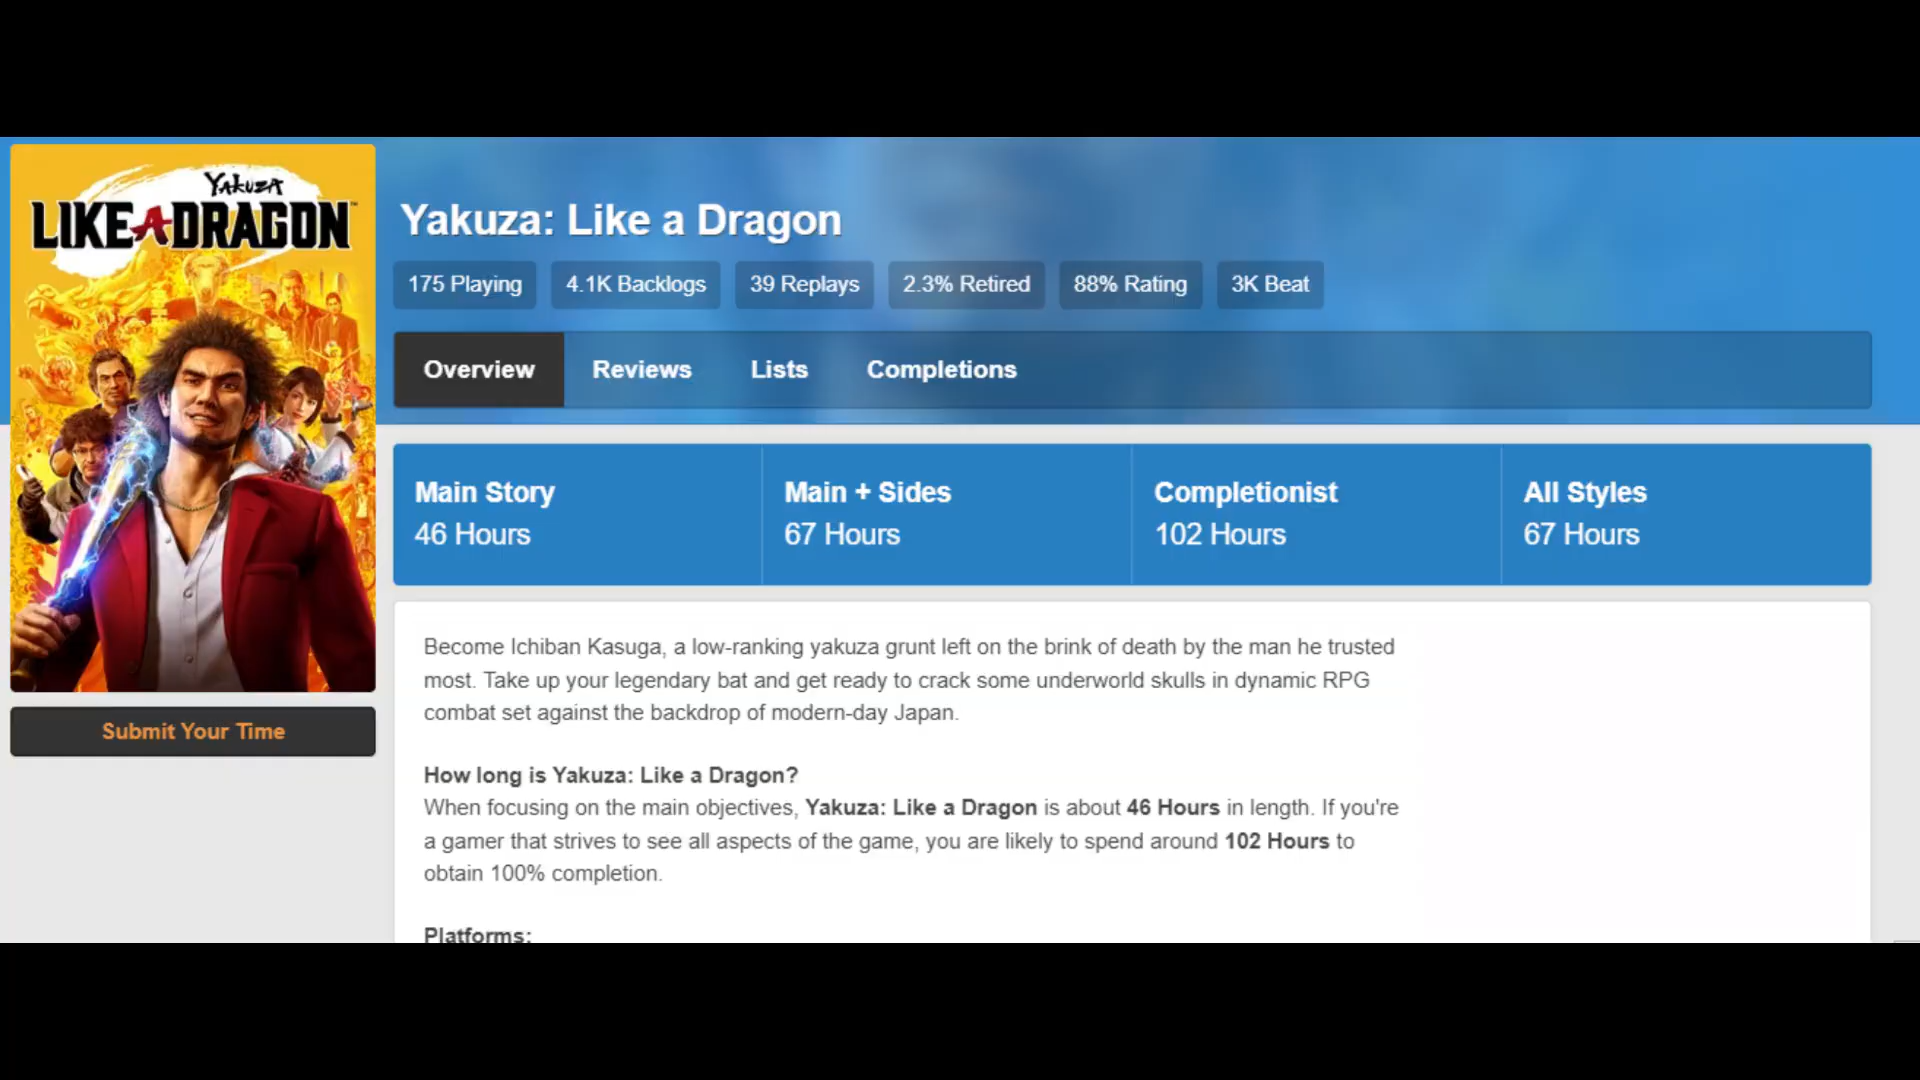 Yakuza
LIKE A DRAGON™
Yakuza: Like a Dragon
175 Playing
4.1K Backlogs
39 Replays
2.3% Retired
88% Rating
3K Beat
Overview
Reviews
Lists
Completions
Main Story
46 Hours
Main + Sides
67 Hours
Completionist
102 Hours
All Styles
67 Hours
Become Ichiban Kasuga, a low-ranking yakuza grunt left on the brink of death by the man he trusted
most. Take up your legendary bat and get ready to crack some underworld skulls in dynamic RPG
combat set against the backdrop of modern-day Japan.
How long is Yakuza: Like a Dragon?
When focusing on the main objectives, Yakuza: Like a Dragon is about 46 Hours in length. If you're
a gamer that strives to see all aspects of the game, you are likely to spend around 102 Hours to
obtain 100% completion.
Platforms:
Submit Your Time